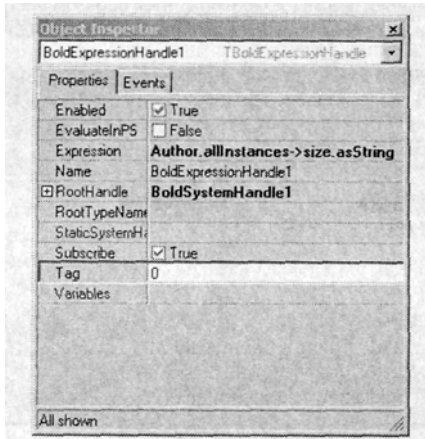 Object Inspector
BoldExpressionHandle1 TBoldExpressionHandle
Properties Events
Enabled True
EvaluateInPS False
Expression Author.allInstances->size.asString
Name BoldExpressionHandle1
RootHandle BoldSystemHandle1
RootTypeName
StaticSystemHa
Subscribe True
Tag 0
Variables
All shown